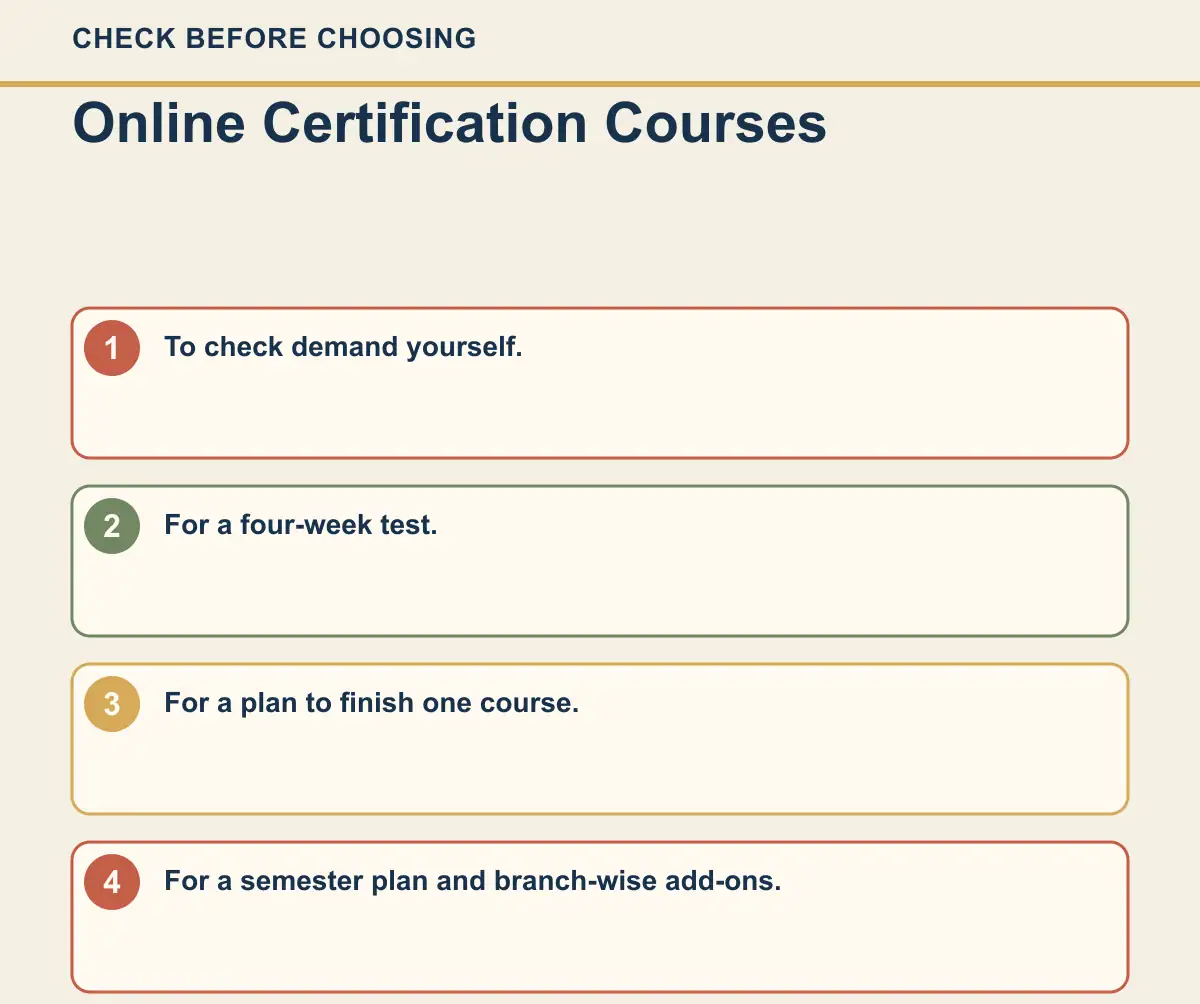 CHECK BEFORE CHOOSING
Online Certification Courses
1 To check demand yourself.
2 For a four-week test.
3 For a plan to finish one course.
4 For a semester plan and branch-wise add-ons.